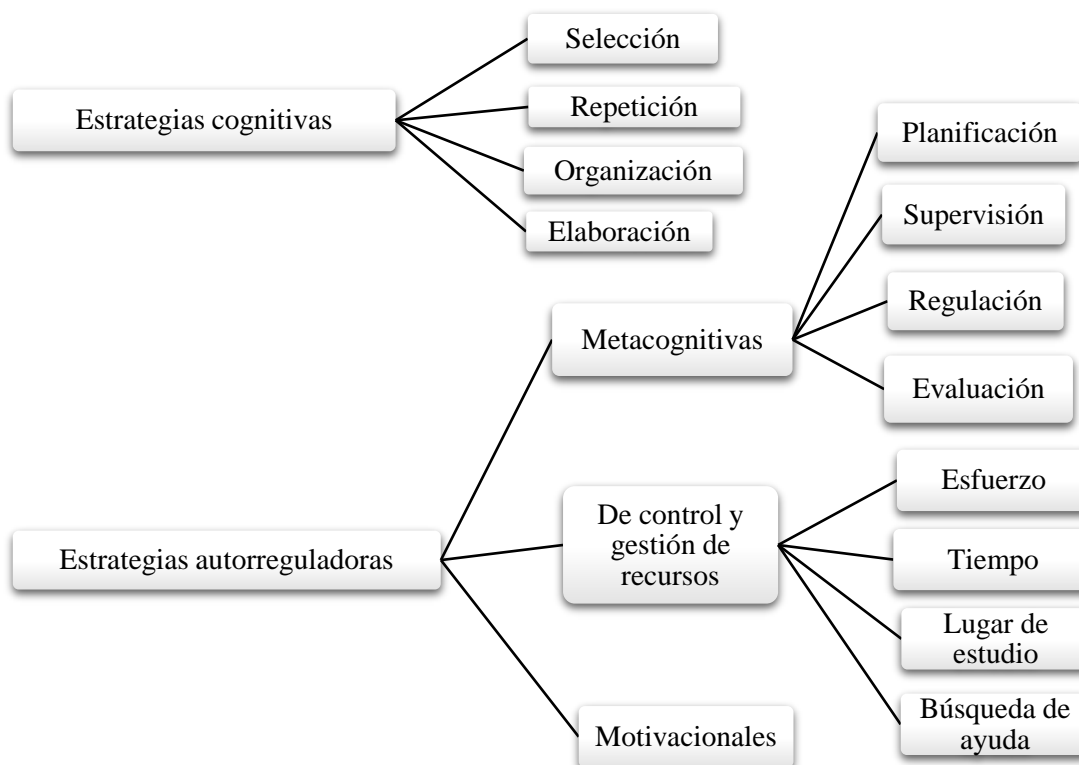 Estrategias cognitivas
Selección
Repetición
Organización
Elaboración
Estrategias autorreguladoras
Metacognitivas
Planificación
Supervisión
Regulación
Evaluación
De control y
gestión de
recursos
Esfuerzo
Tiempo
Lugar de
estudio
Búsqueda de
ayuda
Motivacionales